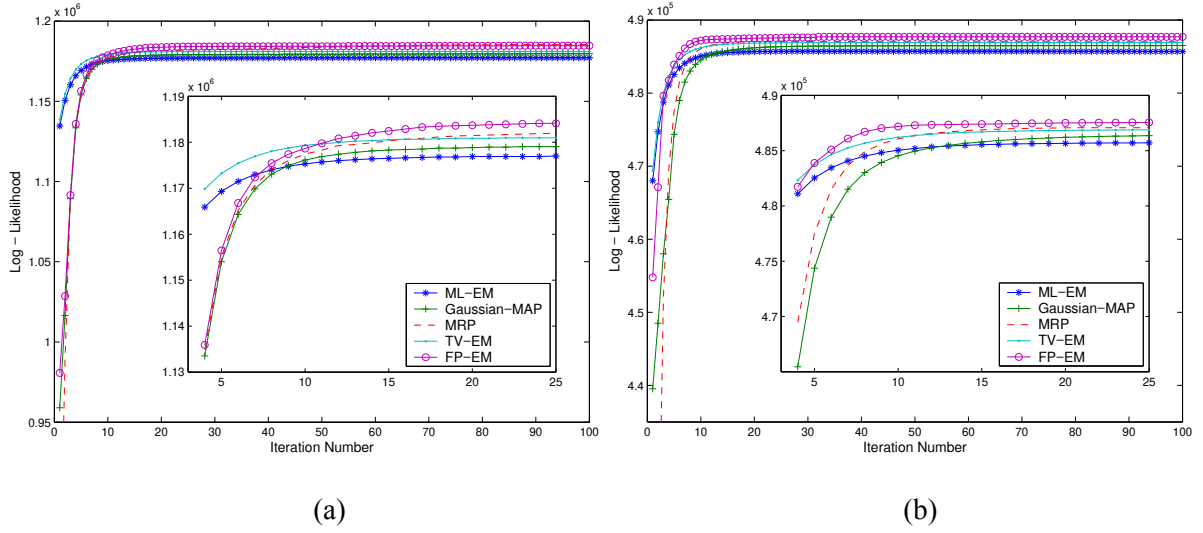 x 10^6
1.2
1.15
1.1
1.05
1
0.95
Log − Likelihood
0 10 20 30 40 50 60 70 80 90 100
Iteration Number
x 10^6
1.19
1.18
1.17
1.16
1.15
1.14
1.13
5 10 15 20 25
ML−EM
Gaussian−MAP
MRP
TV−EM
FP−EM
(a)
x 10^5
4.9
4.8
4.7
4.6
4.5
4.4
Log − Likelihood
0 10 20 30 40 50 60 70 80 90 100
Iteration Number
x 10^5
4.9
4.85
4.8
4.75
4.7
5 10 15 20 25
ML−EM
Gaussian−MAP
MRP
TV−EM
FP−EM
(b)